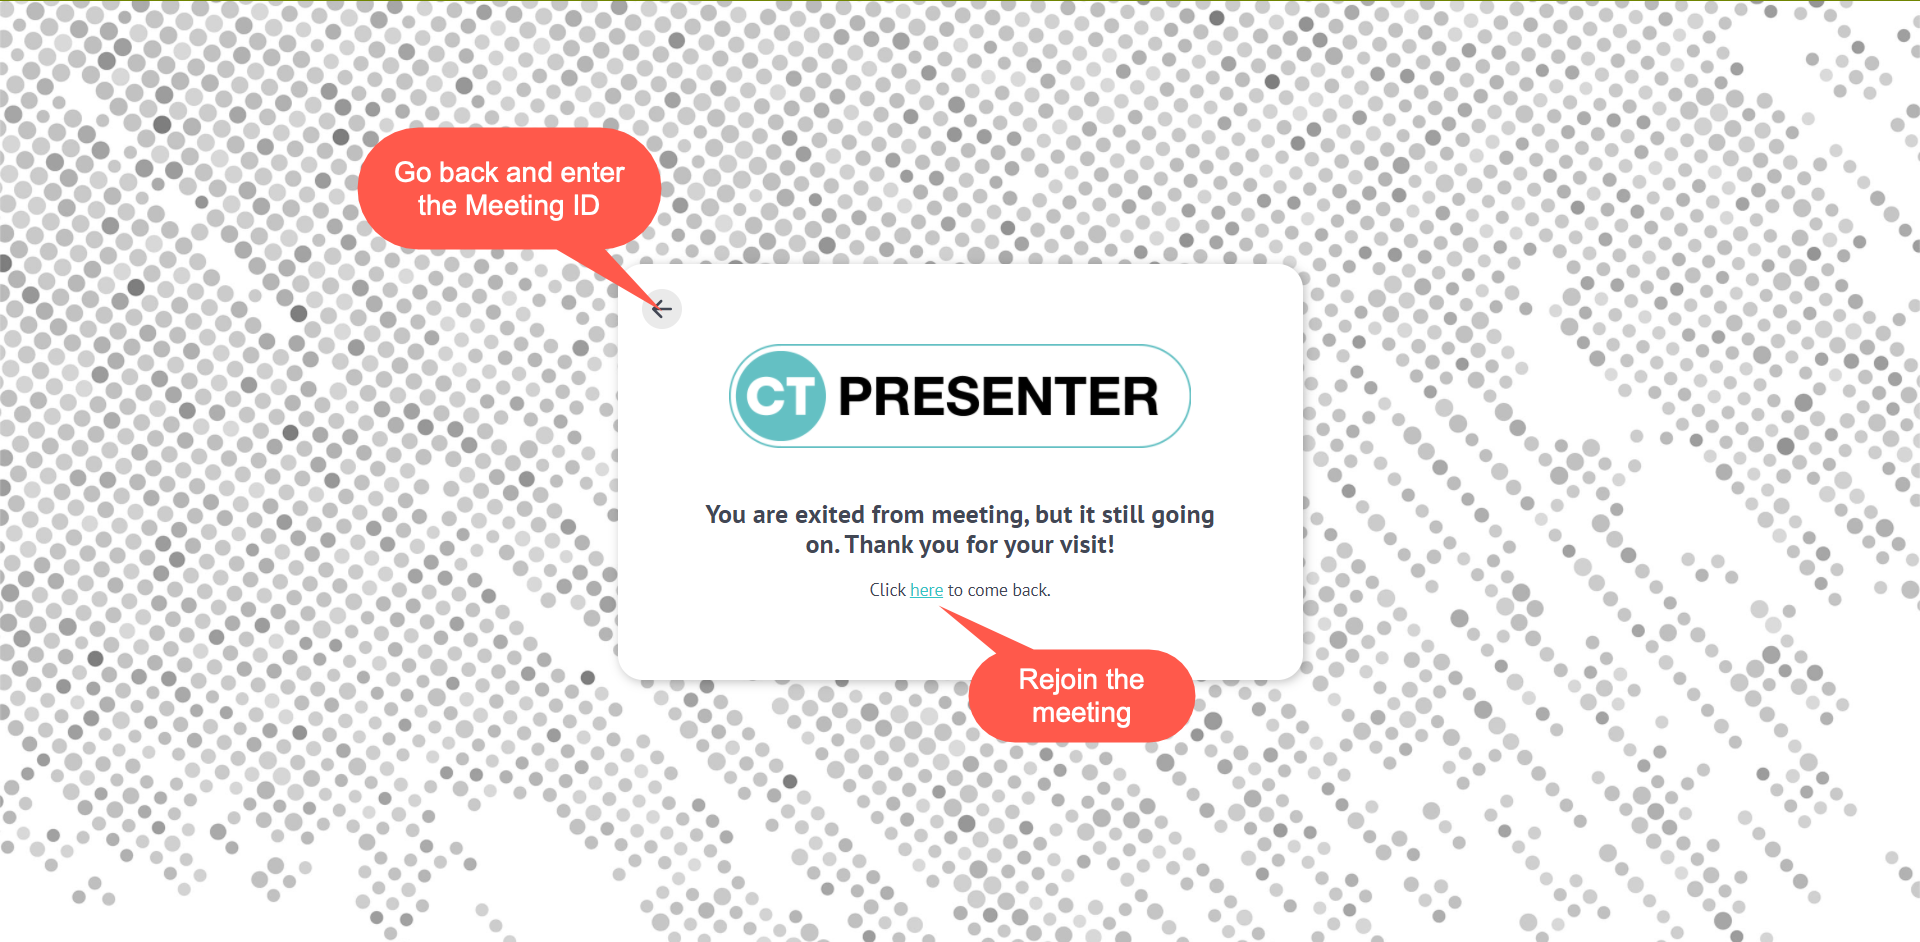 Go back and enter
the Meeting ID
CT PRESENTER
You are exited from meeting, but it still going
on. Thank you for your visit!
Click here to come back.
Rejoin the
meeting